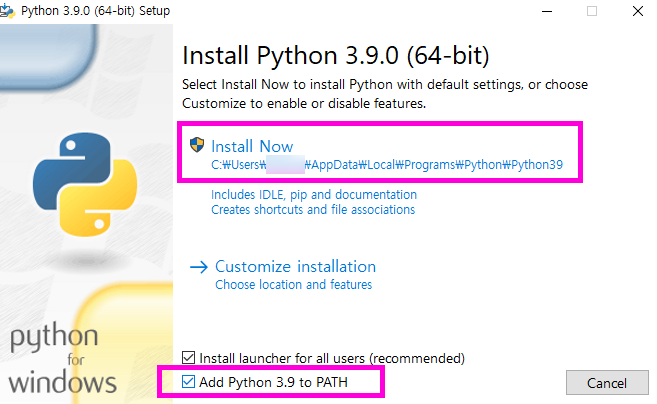 Python 3.9.0 (64-bit) Setup
Install Python 3.9.0 (64-bit)
Select Install Now to install Python with default settings, or choose
Customize to enable or disable features.
Install Now
C:₩Users₩ ₩AppData₩Local₩Programs₩Python₩Python39
Includes IDLE, pip and documentation
Creates shortcuts and file associations
Customize installation
Choose location and features
python
for
windows
Install launcher for all users (recommended)
Add Python 3.9 to PATH
Cancel